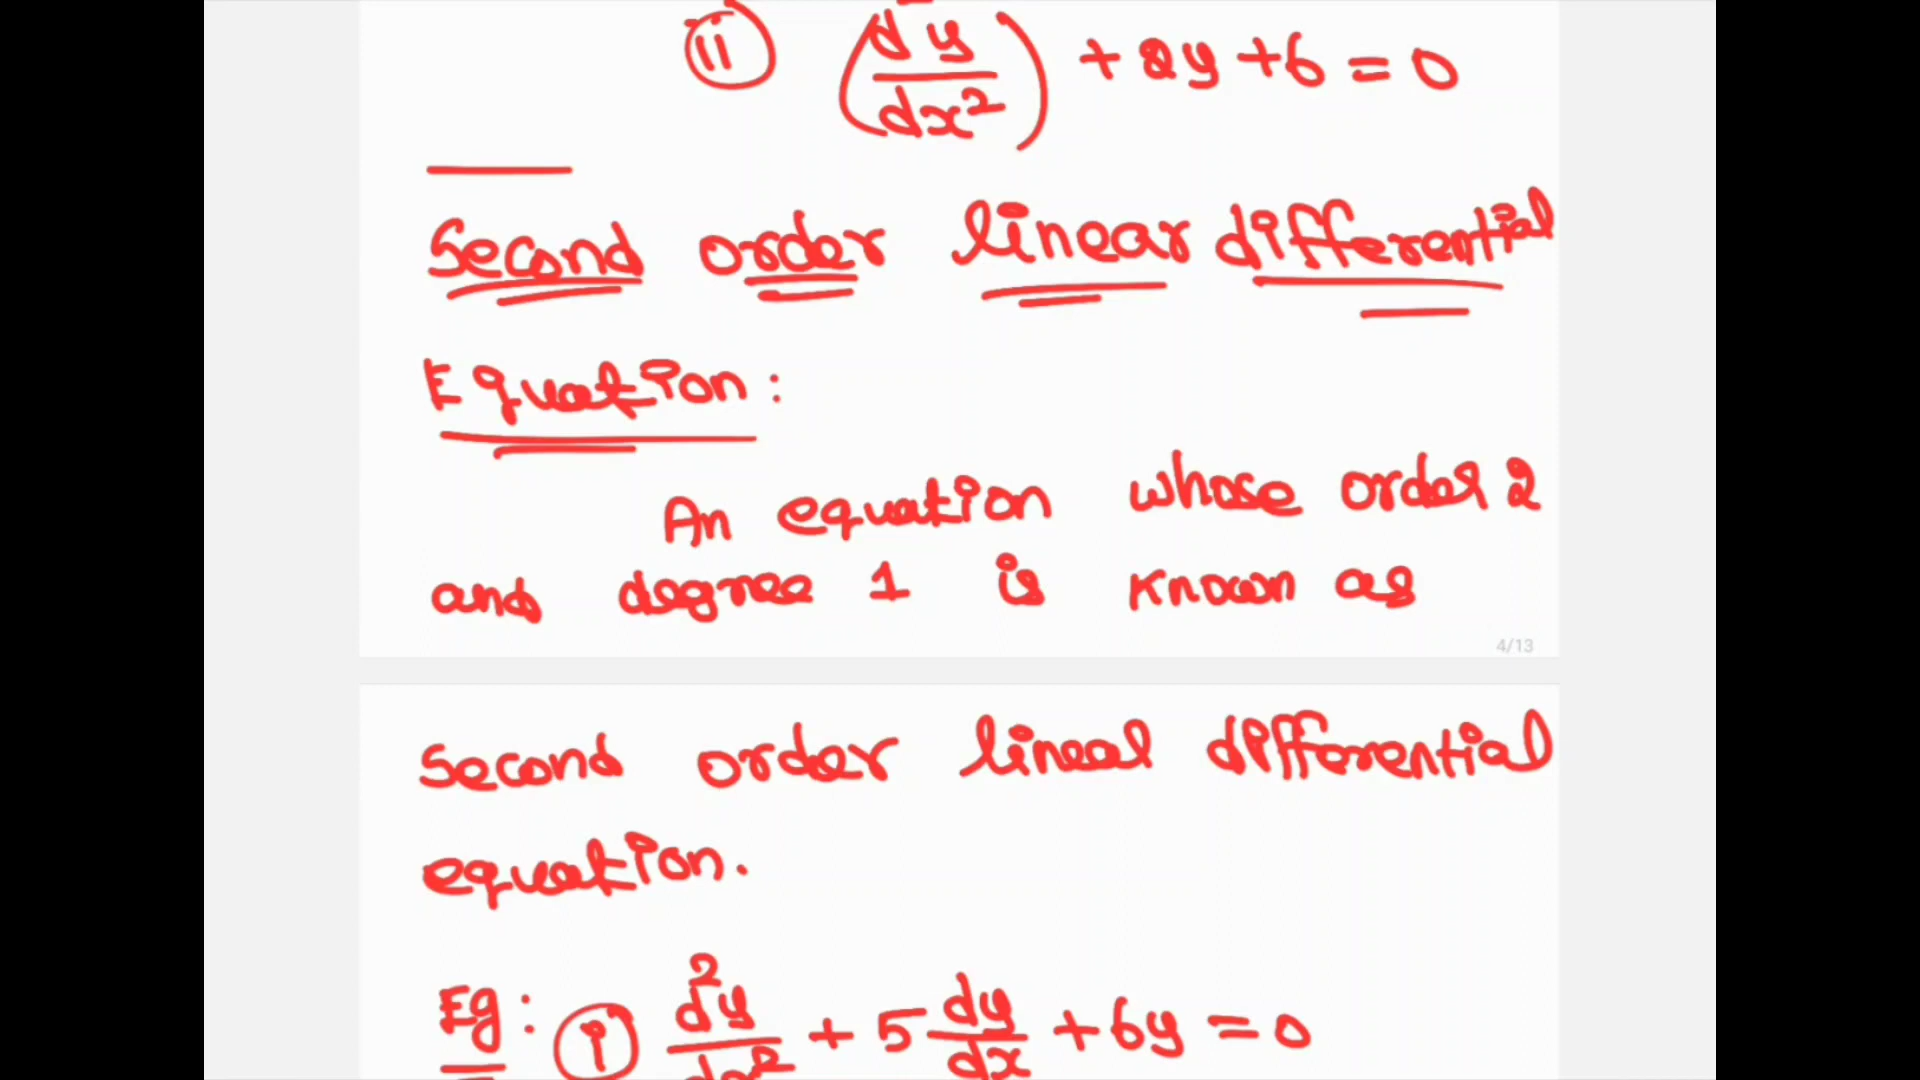 ii (d²y/dx²) + 2y + 6 = 0
Second order linear differential
Equation:
An equation whose order 2
and degree 1 is known as
4/13
Second order linear differential
equation.
Eg: i d²y/dx² + 5 dy/dx + 6y = 0